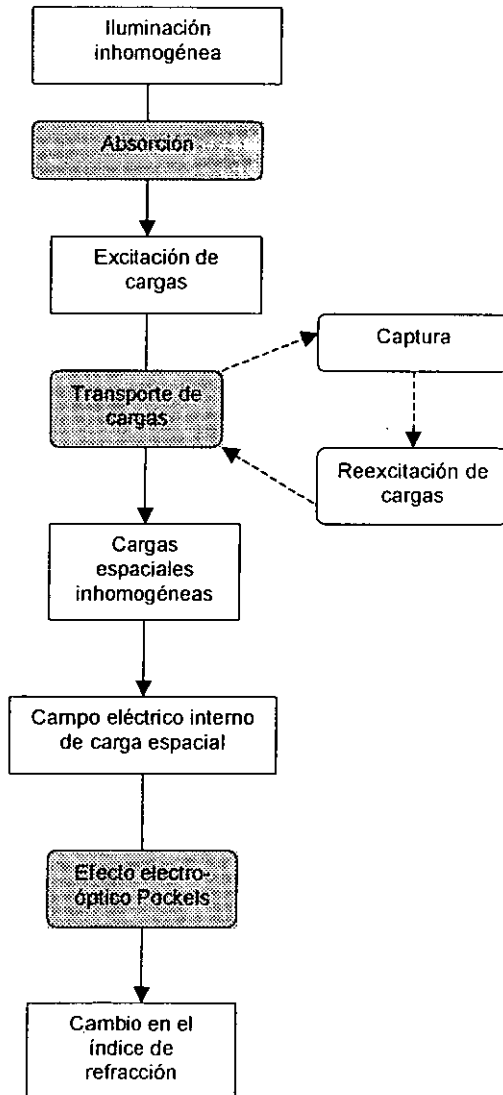 Iluminación
inhomogénea
Absorción
Excitación de
cargas
Captura
Transporte de
cargas
Reexcitación de
cargas
Cargas
espaciales
inhomogéneas
Campo eléctrico interno
de carga espacial
Efecto electro-
óptico Pockels
Cambio en el
índice de
refracción